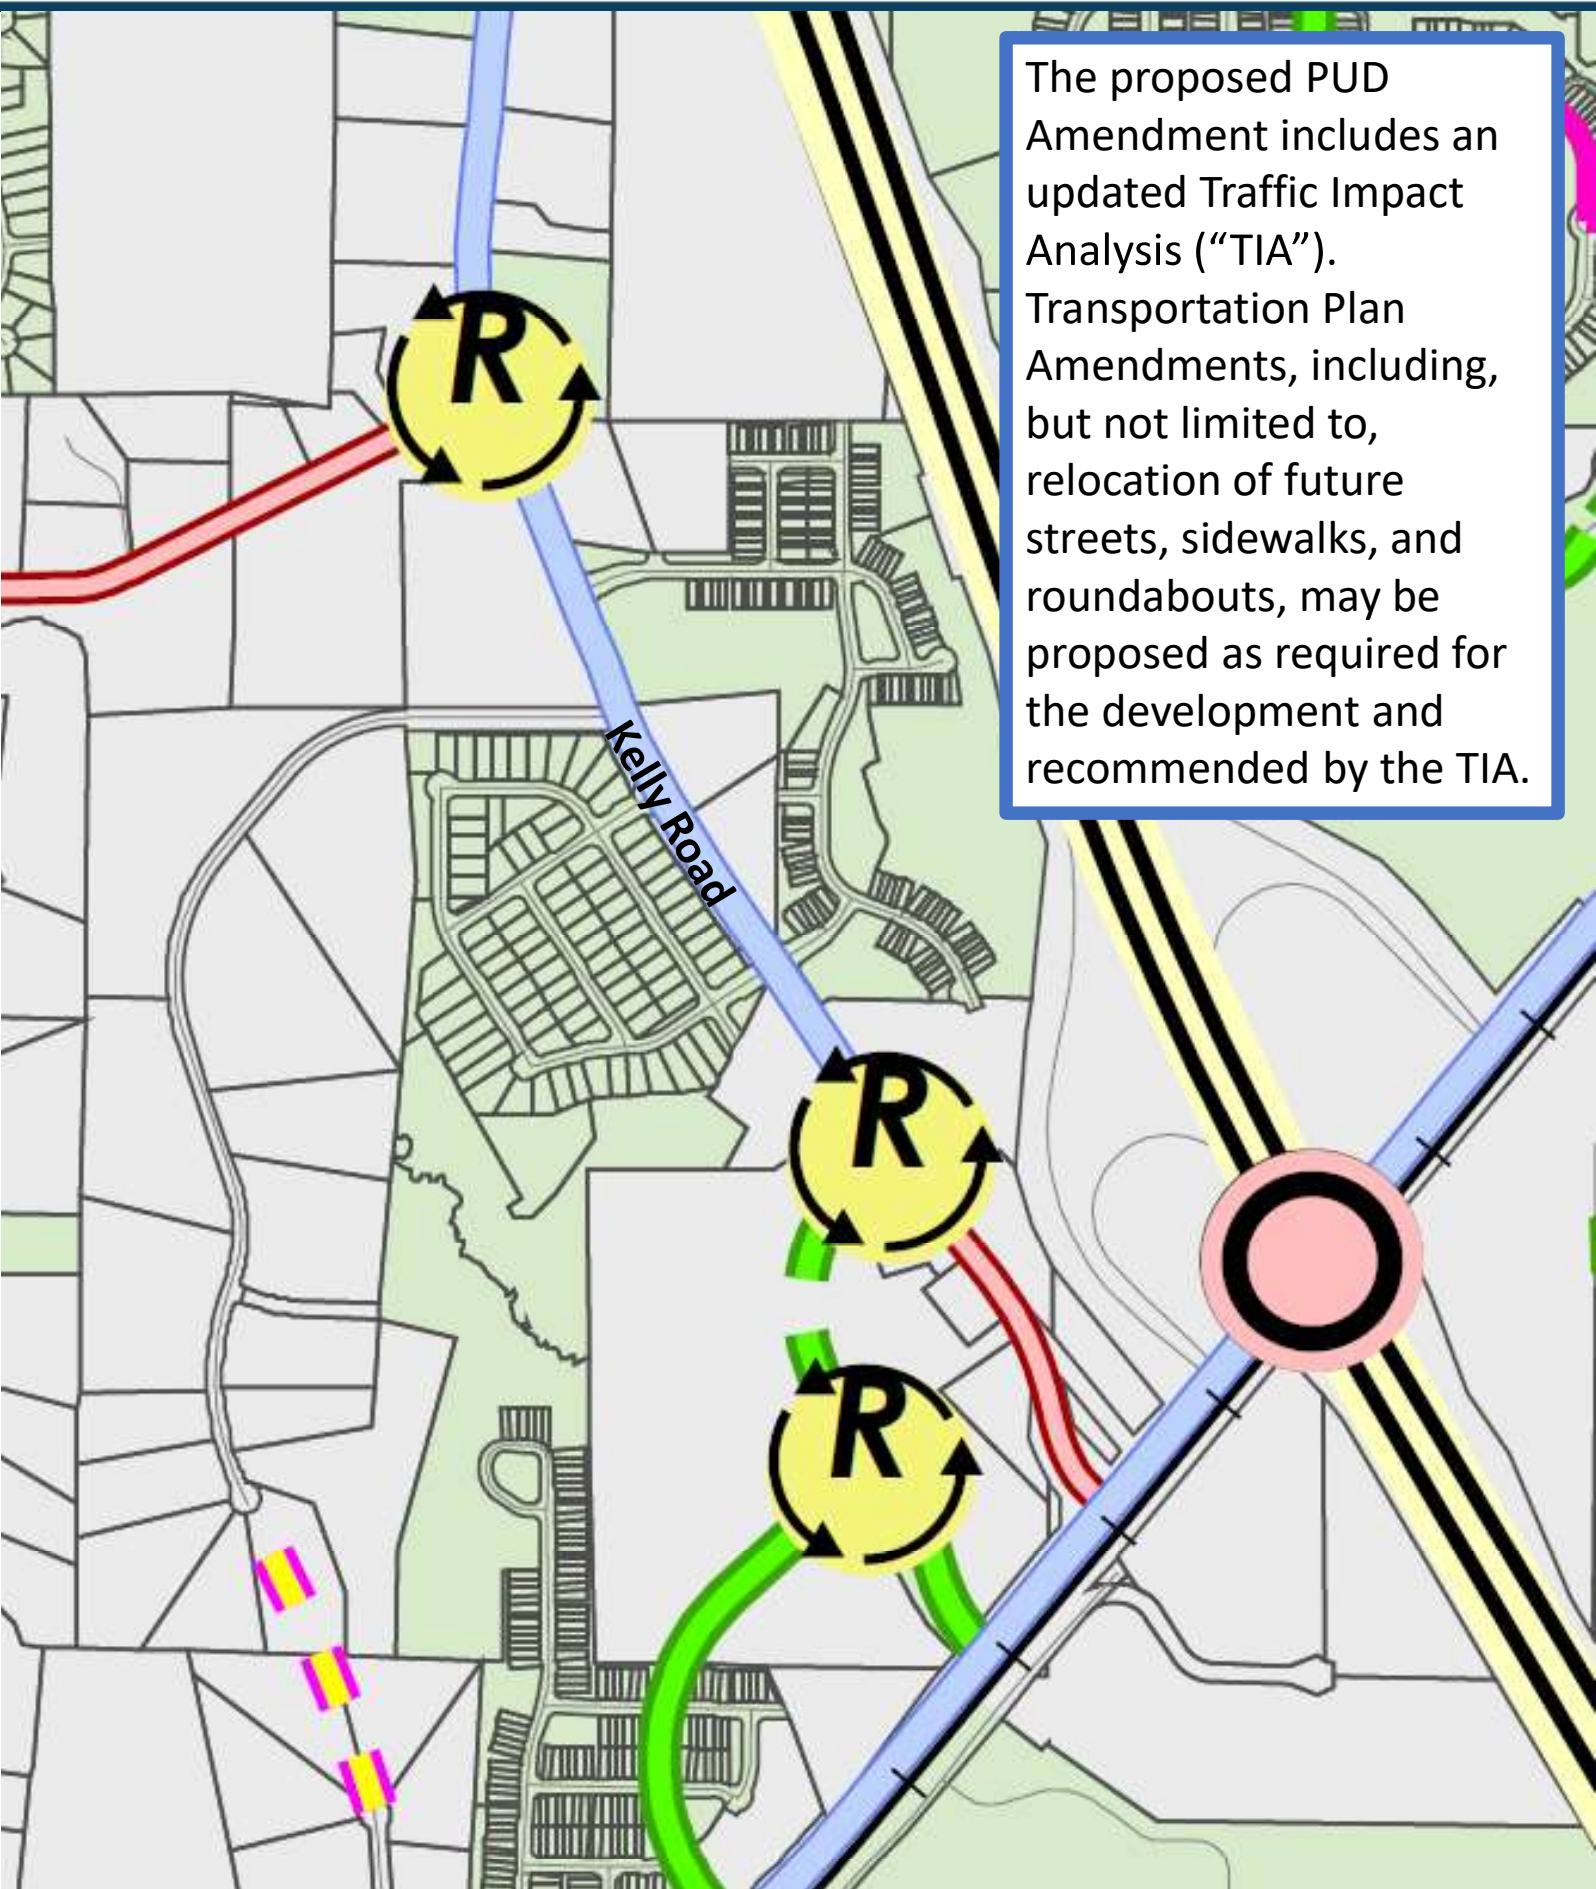 The proposed PUD
Amendment includes an
updated Traffic Impact
Analysis (“TIA”).
Transportation Plan
Amendments, including,
but not limited to,
relocation of future
streets, sidewalks, and
roundabouts, may be
proposed as required for
the development and
recommended by the TIA.
R
Kelly Road
R
R